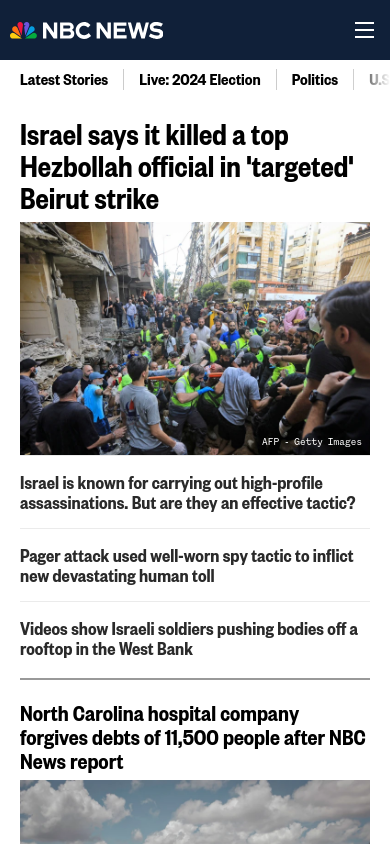 NBC NEWS
Latest Stories
Live: 2024 Election
Politics
Israel says it killed a top
Hezbollah official in 'targeted'
Beirut strike
AFP - Getty Images
Israel is known for carrying out high-profile
assassinations. But are they an effective tactic?
Pager attack used well-worn spy tactic to inflict
new devastating human toll
Videos show Israeli soldiers pushing bodies off a
rooftop in the West Bank
North Carolina hospital company
forgives debts of 11,500 people after NBC
News report